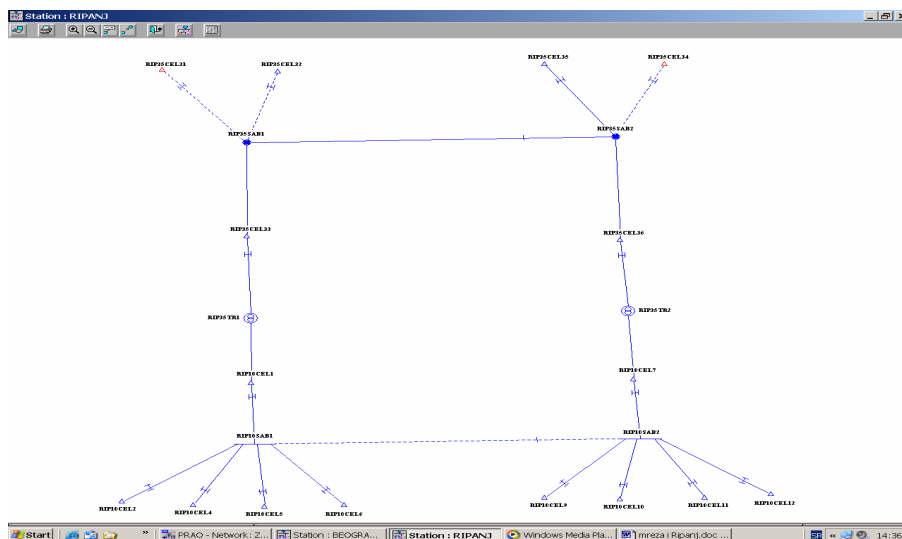 Station : RIPANJ
RIP35CEL31
RIP35CEL32
RIP35CEL35
RIP35CEL34
RIP35SAB1
RIP35SAB2
RIP35CEL33
RIP35CEL36
RIP35TR1
RIP35TR2
RIP10CEL1
RIP10CEL7
RIP10SAB1
RIP10SAB2
RIP10CEL2
RIP10CEL4
RIP10CEL5
RIP10CEL6
RIP10CEL9
RIP10CEL10
RIP10CEL11
RIP10CEL12
Start
»
PRAO - Network: Z...
Station : BEOGRA...
Station : RIPANJ
Windows Media Pla...
mreza i Ripanj.doc ...
SR
«
14:36